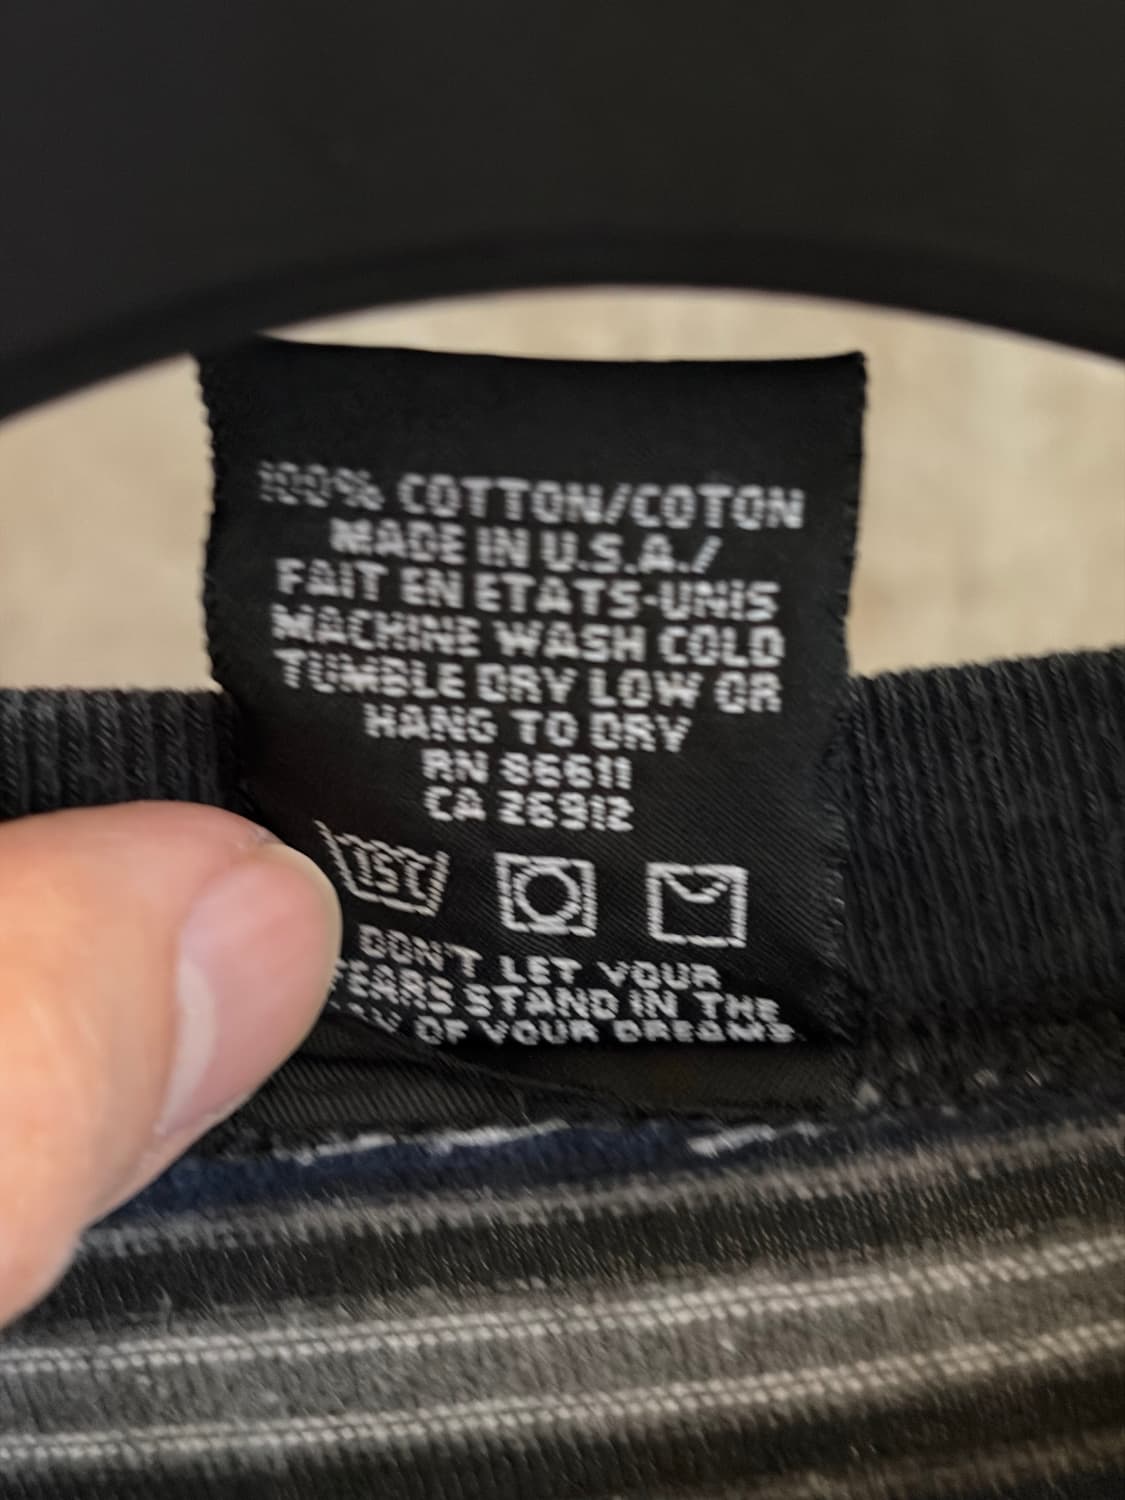 100% COTTON/COTON
MADE IN U.S.A./
FAIT EN ETATS-UNIS
MACHINE WASH COLD
TUMBLE DRY LOW OR
HANG TO DRY
RN 86611
CA 26912
DON'T LET YOUR
FEARS STAND IN THE
OF YOUR DREAMS